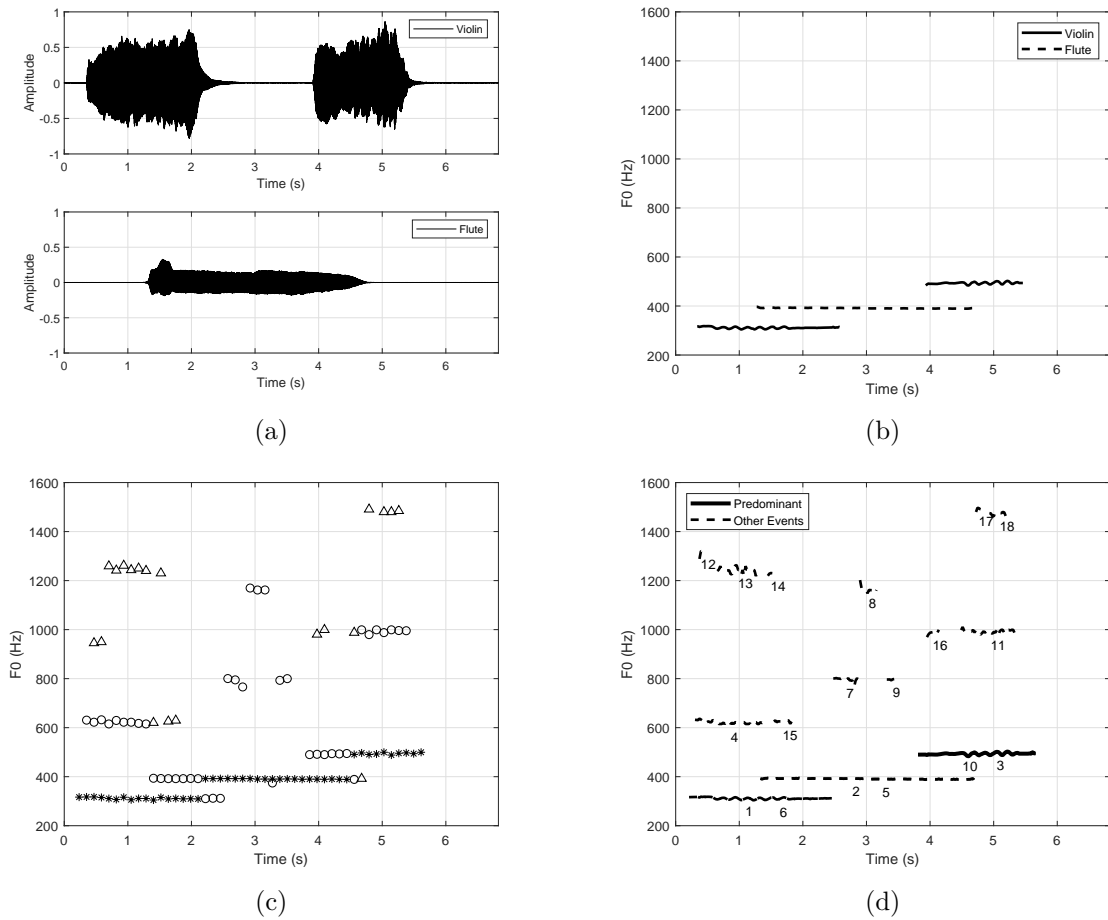 1
0.5
0
-0.5
-1
Amplitude
Violin
0 1 2 3 4 5 6
Time (s)
1
0.5
0
-0.5
-1
Amplitude
Flute
0 1 2 3 4 5 6
Time (s)
(a)
1600
1400
1200
1000
800
600
400
200
F0 (Hz)
Violin
Flute
0 1 2 3 4 5 6
Time (s)
(b)
1600
1400
1200
1000
800
600
400
200
F0 (Hz)
0 1 2 3 4 5 6
Time (s)
(c)
1600
1400
1200
1000
800
600
400
200
F0 (Hz)
Predominant
Other Events
17 18
12 13 14
8
16 11
7 9
4 15
10 3
2 5
1 6
0 1 2 3 4 5 6
Time (s)
(d)